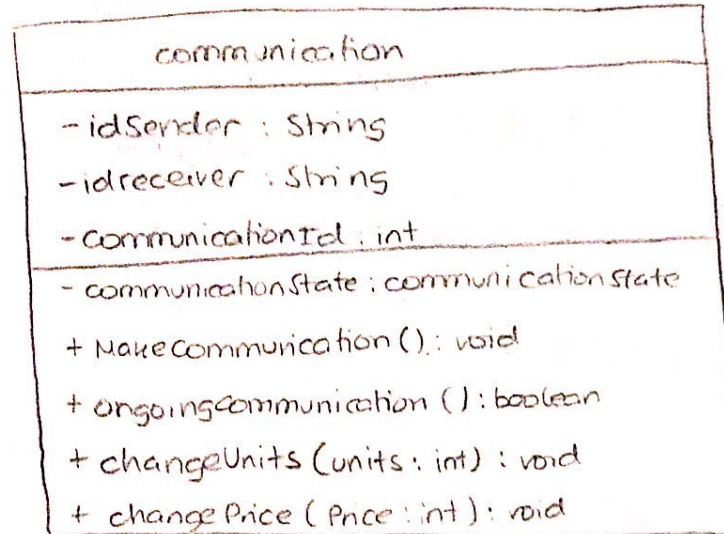 communication
- idSender : String
- idreceiver : String
- communicationId : int
- communicationState : communicationState
+ Makecommunication() : void
+ ongoingcommunication() : boolean
+ changeUnits (units : int) : void
+ changePrice (Price : int) : void